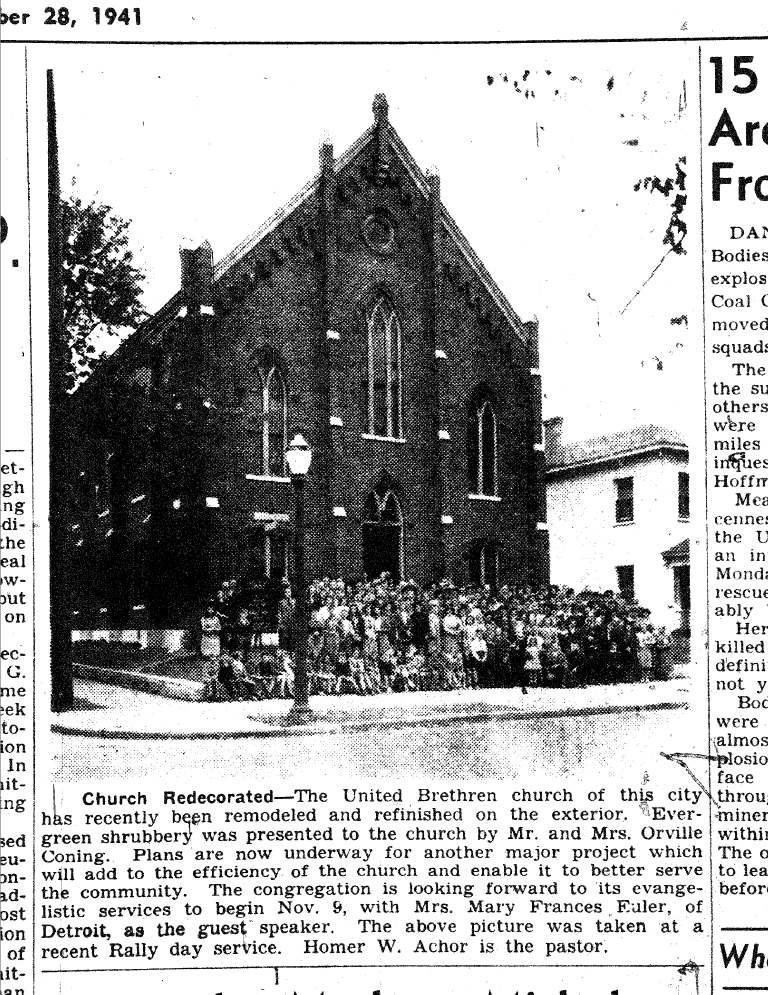 ber 28, 1941
et-
gh
ng
di-
the
eal
ow-
out
on
ec-
G.
me
eek
to-
ion
In
it-
ing
sed
eu-
on-
ad-
ost
ion
of
it-
an
Church Redecorated—The United Brethren church of this city
has recently been remodeled and refinished on the exterior. Ever-
green shrubbery was presented to the church by Mr. and Mrs. Orville
Coning. Plans are now underway for another major project which
will add to the efficiency of the church and enable it to better serve
the community. The congregation is looking forward to its evange-
listic services to begin Nov. 9, with Mrs. Mary Frances Euler, of
Detroit, as the guest speaker. The above picture was taken at a
recent Rally day service. Homer W. Achor is the pastor.
15
Are
Fro
DAN
Bodies
explos
Coal C
moved
squads
The
the su
others
were
miles
inques
Hoffm
Mea
cennes
the U
an in
Monda
rescue
ably
Her
killed
definit
not y
Bod
were
almos
plosio
face
throug
miner
within
The o
to lea
before
Wha